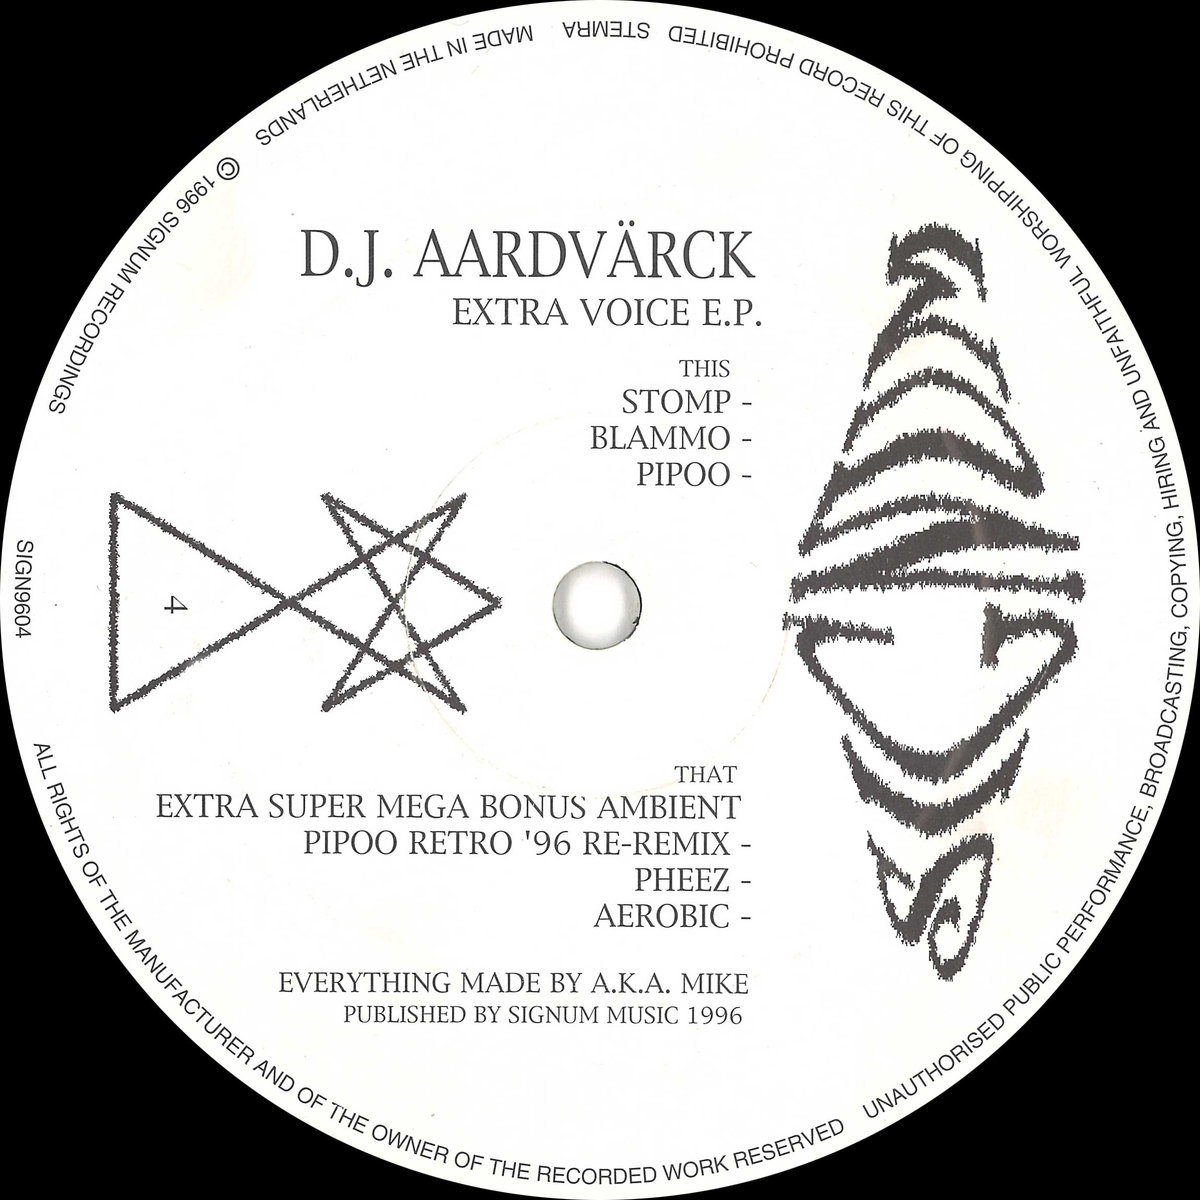 D.J. AARDVÄRCK
EXTRA VOICE E.P.
THIS
STOMP -
BLAMMO -
PIPOO -
4
THAT
EXTRA SUPER MEGA BONUS AMBIENT
PIPOO RETRO '96 RE-REMIX -
PHEEZ -
AEROBIC -
EVERYTHING MADE BY A.K.A. MIKE
PUBLISHED BY SIGNUM MUSIC 1996
SIGN9604
ALL RIGHTS OF THE MANUFACTURER AND OF THE OWNER OF THE RECORDED WORK RESERVED
UNAUTHORISED PUBLIC PERFORMANCE, BROADCASTING, COPYING, HIRING AND UNFAITHFUL WORSHIPPING OF THIS RECORD PROHIBITED
STEMRA
MADE IN THE NETHERLANDS
© 1996 SIGNUM RECORDINGS